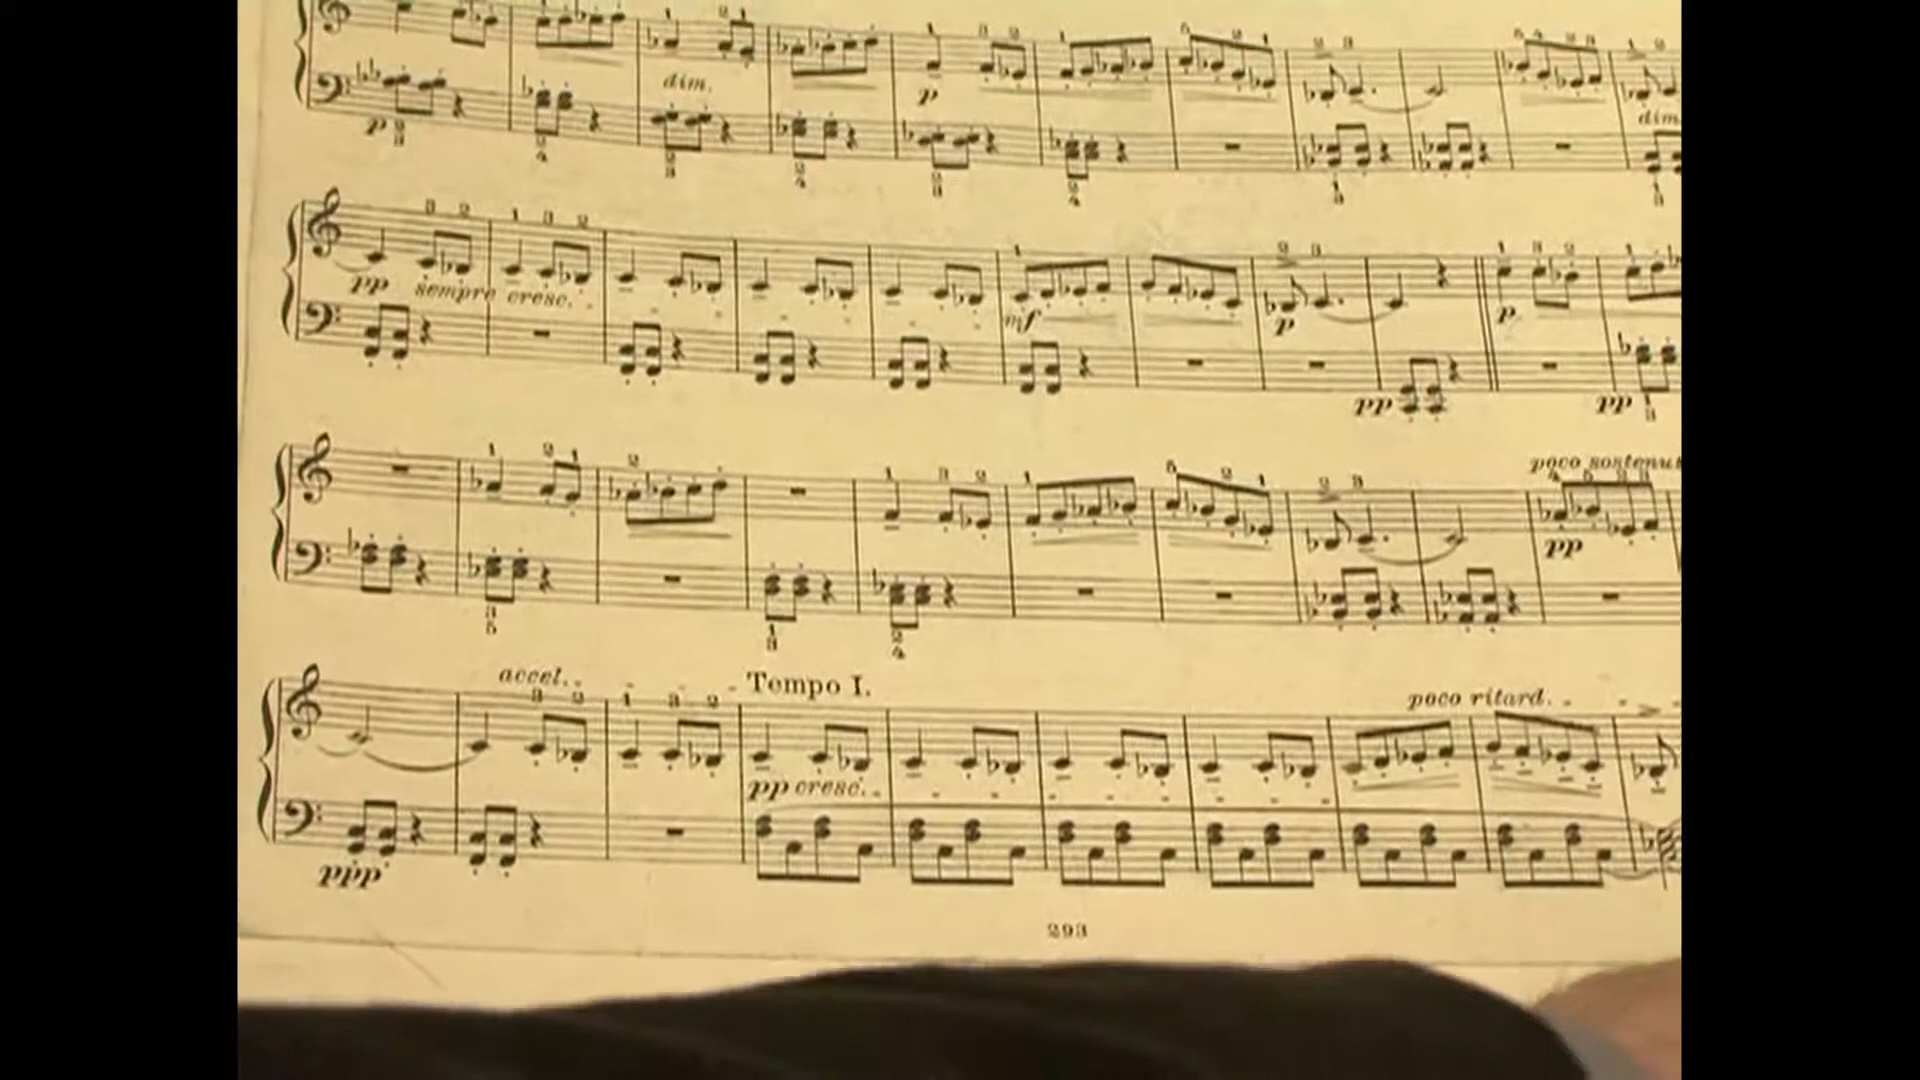 dim.
p p
dim.
pp sempre cresc. mf p p
pp pp
poco sostenut
pp
accel. Tempo I. poco ritard.
pp cresc.
ppp
293